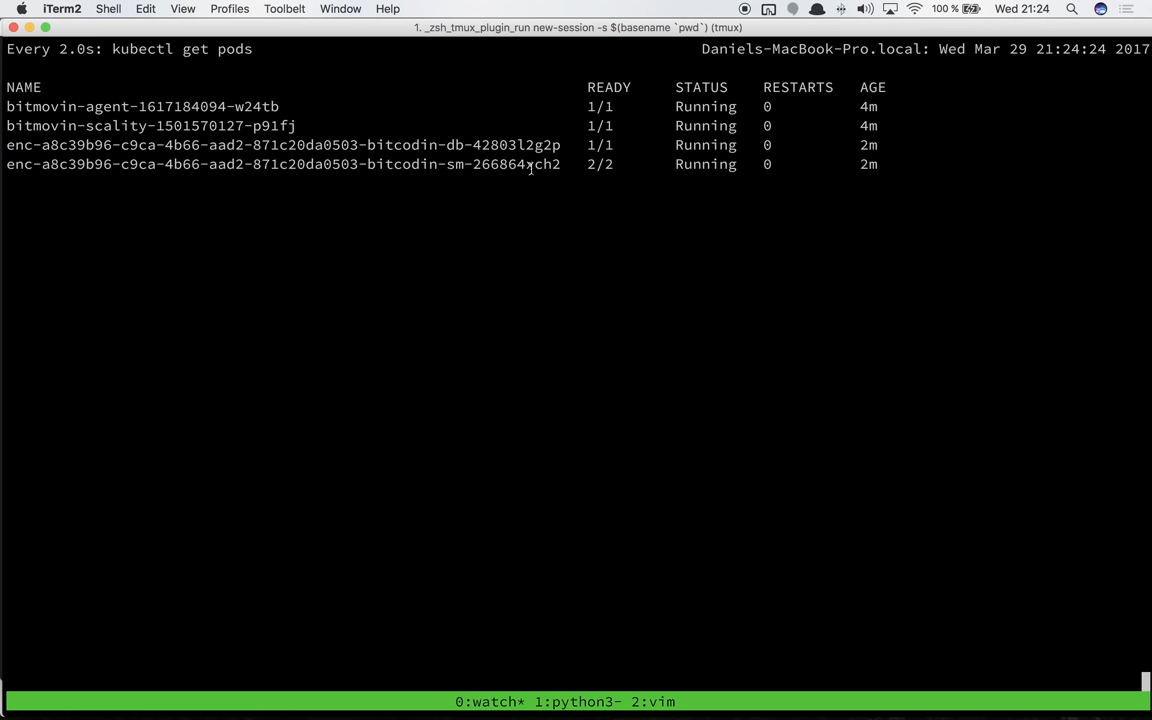 iTerm2 Shell Edit View Profiles Toolbelt Window Help 100 % Wed 21:24
1. _zsh_tmux_plugin_run new-session -s $(basename `pwd`) (tmux)
Every 2.0s: kubectl get pods Daniels-MacBook-Pro.local: Wed Mar 29 21:24:24 2017
NAME READY STATUS RESTARTS AGE
bitmovin-agent-1617184094-w24tb 1/1 Running 0 4m
bitmovin-scality-1501570127-p91fj 1/1 Running 0 4m
enc-a8c39b96-c9ca-4b66-aad2-871c20da0503-bitcodin-db-42803l2g2p 1/1 Running 0 2m
enc-a8c39b96-c9ca-4b66-aad2-871c20da0503-bitcodin-sm-266864xch2 2/2 Running 0 2m
0:watch* 1:python3- 2:vim